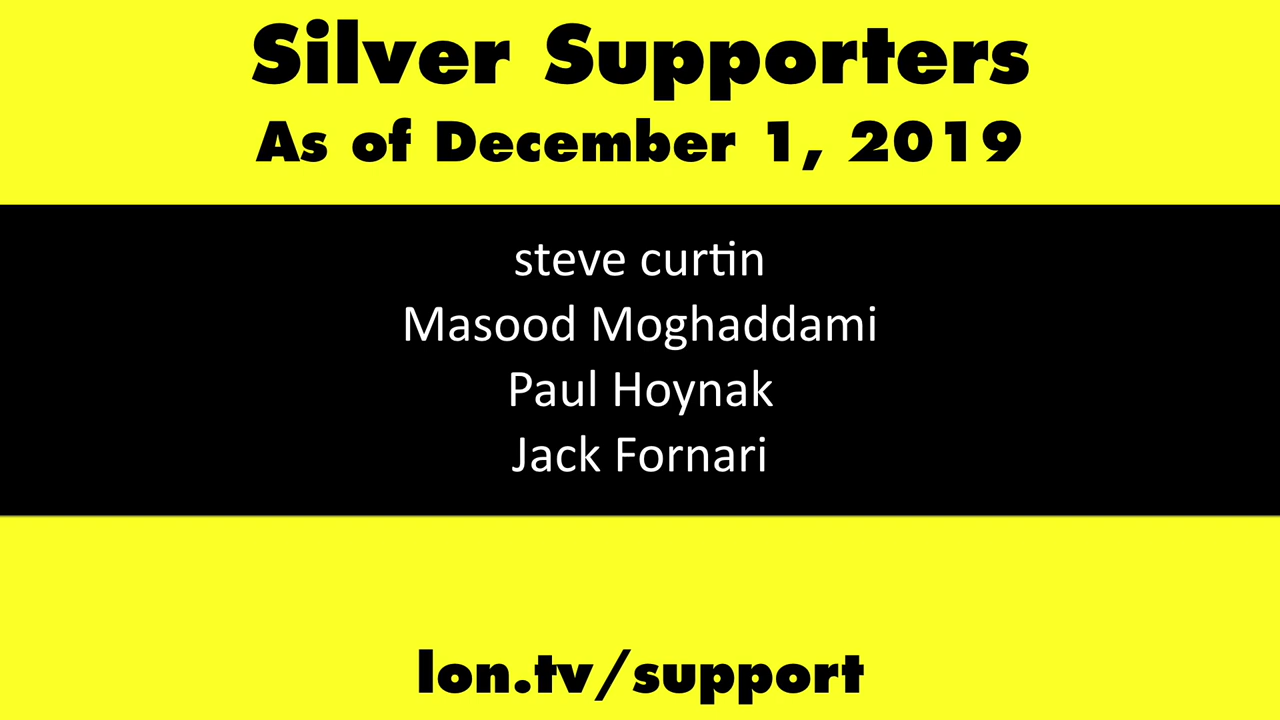 Silver Supporters
As of December 1, 2019
steve curtin
Masood Moghaddami
Paul Hoynak
Jack Fornari
lon.tv/support